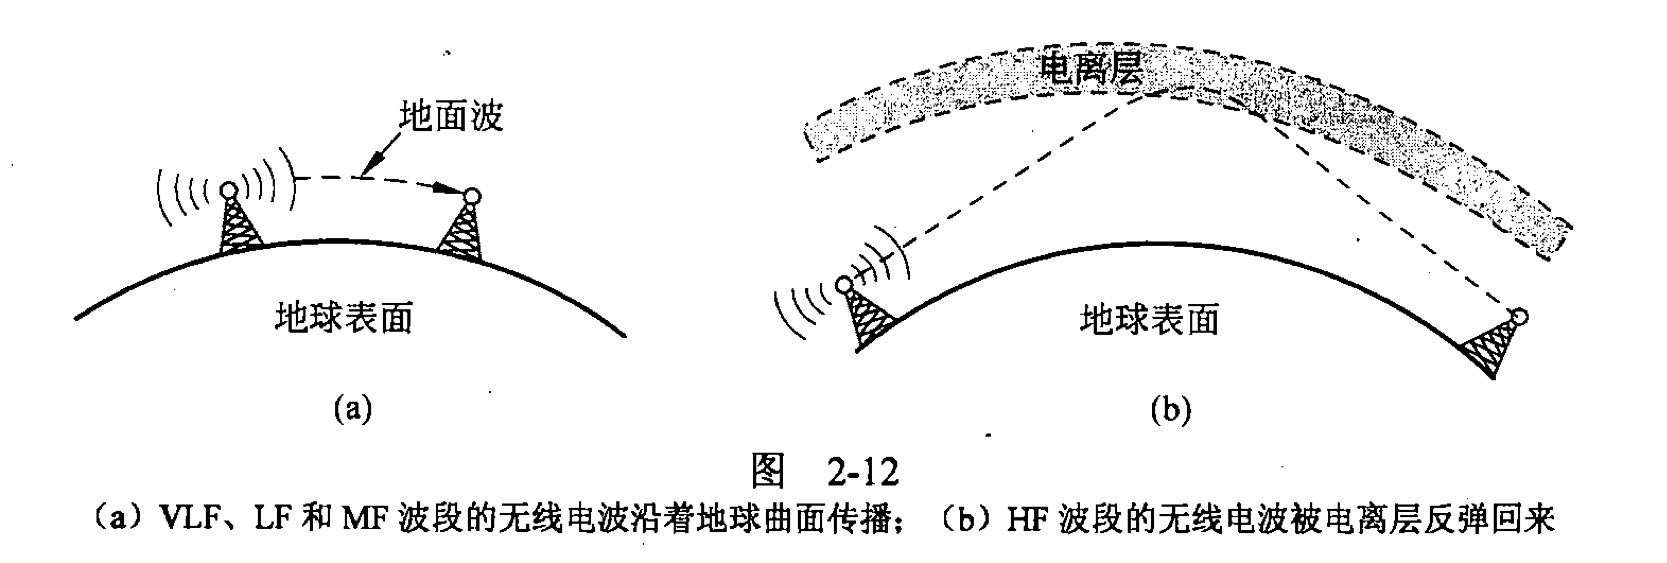 地面波
地球表面
(a)
电离层
地球表面
(b)
图 2-12
（a）VLF、LF 和 MF 波段的无线电波沿着地球曲面传播；（b）HF 波段的无线电波被电离层反弹回来